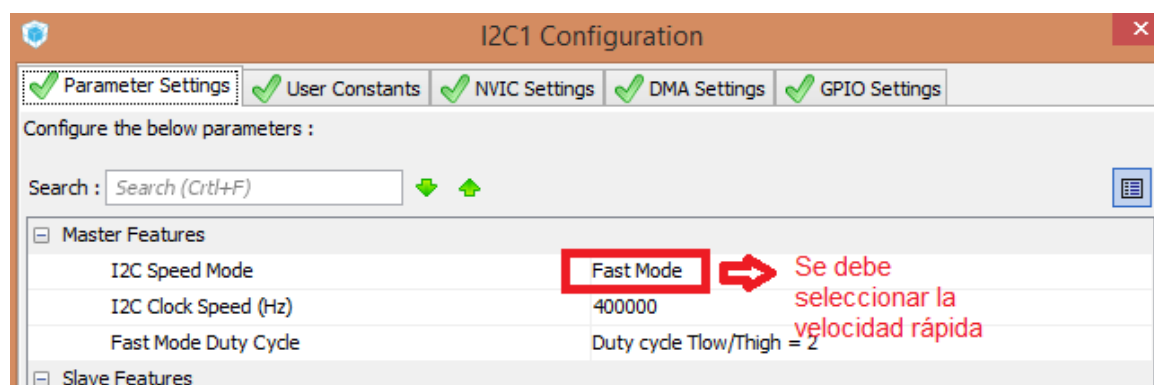 I2C1 Configuration
Parameter Settings User Constants NVIC Settings DMA Settings GPIO Settings
Configure the below parameters :
Search : Search (Crtl+F)
Master Features
I2C Speed Mode Fast Mode Se debe
I2C Clock Speed (Hz) 400000 seleccionar la
velocidad rápida
Fast Mode Duty Cycle Duty cycle Tlow/Thigh = 2
Slave Features